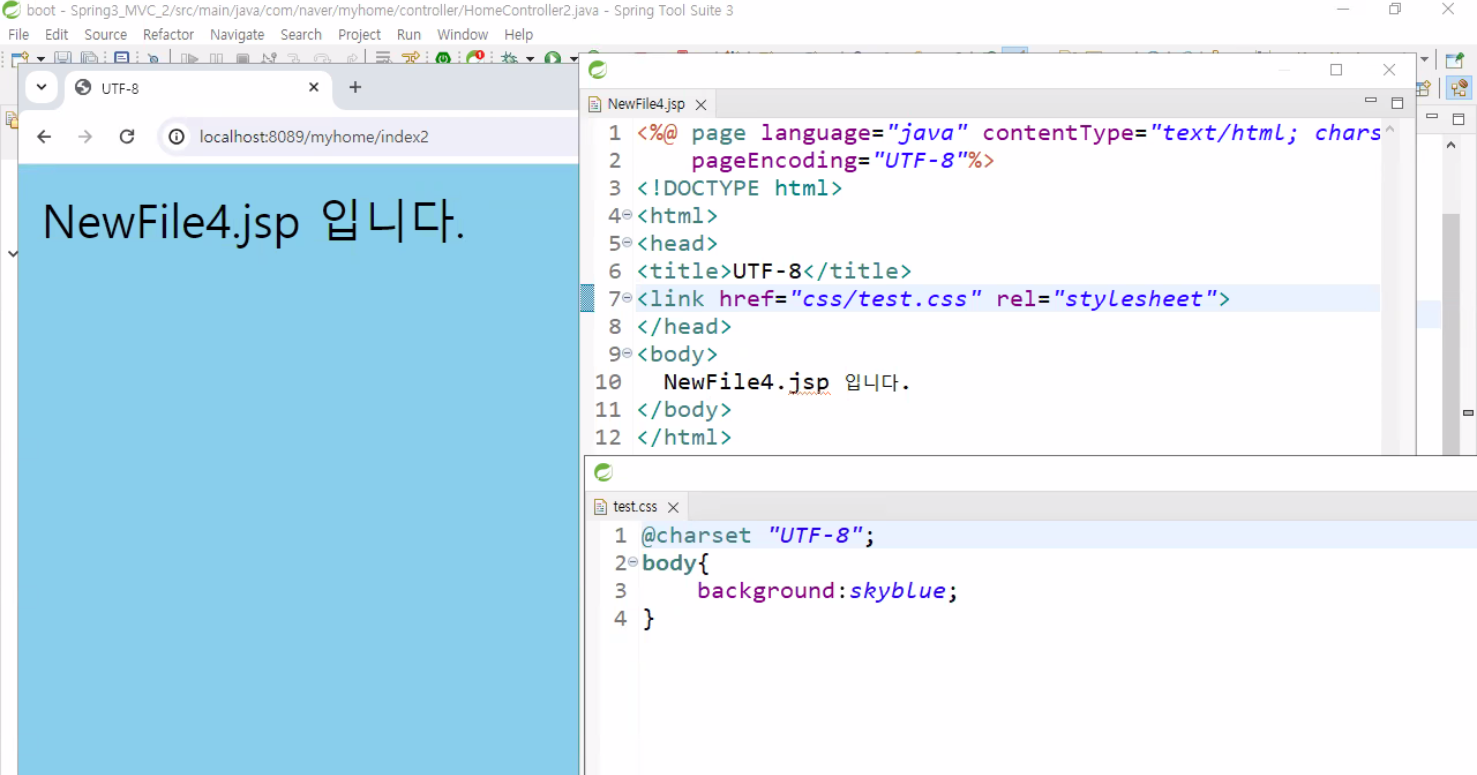 boot - Spring3_MVC_2/src/main/java/com/naver/myhome/controller/HomeController2.java - Spring Tool Suite 3
File Edit Source Refactor Navigate Search Project Run Window Help
UTF-8
localhost:8089/myhome/index2
NewFile4.jsp 입니다.
NewFile4.jsp
1 <%@ page language="java" contentType="text/html; chars
2 pageEncoding="UTF-8"%>
3 <!DOCTYPE html>
4 <html>
5 <head>
6 <title>UTF-8</title>
7 <link href="css/test.css" rel="stylesheet">
8 </head>
9 <body>
10 NewFile4.jsp 입니다.
11 </body>
12 </html>
test.css
1 @charset "UTF-8";
2 body{
3 background:skyblue;
4 }